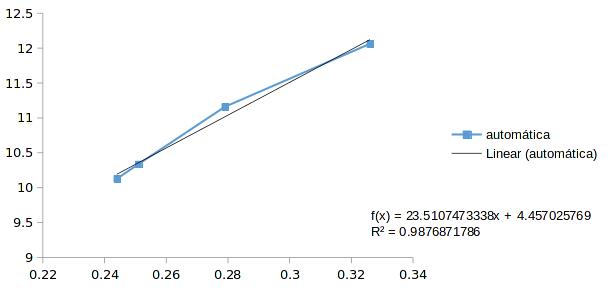 12.5
12
11.5
11
10.5
10
9.5
9
0.22 0.24 0.26 0.28 0.3 0.32 0.34
automática
Linear (automática)
f(x) = 23.5107473338x + 4.457025769
R² = 0.9876871786